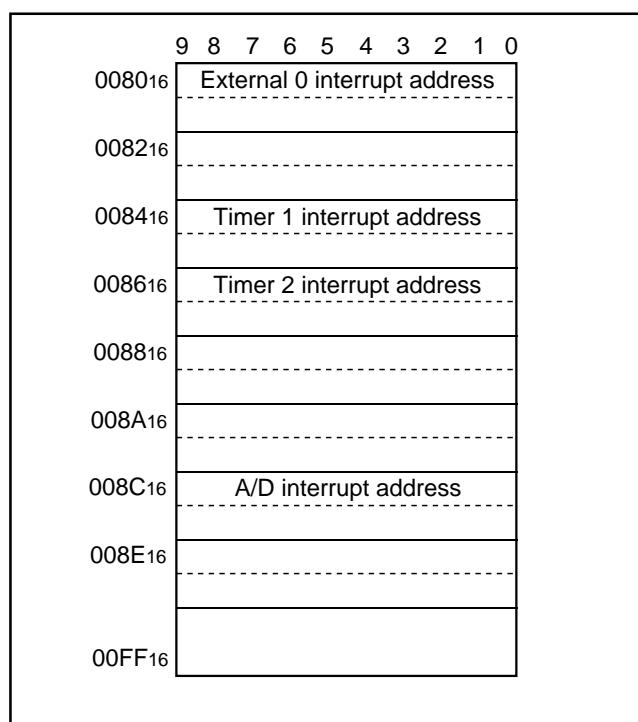 9 8 7 6 5 4 3 2 1 0
0080₁₆ External 0 interrupt address
0082₁₆
0084₁₆ Timer 1 interrupt address
0086₁₆ Timer 2 interrupt address
0088₁₆
008A₁₆
008C₁₆ A/D interrupt address
008E₁₆
00FF₁₆